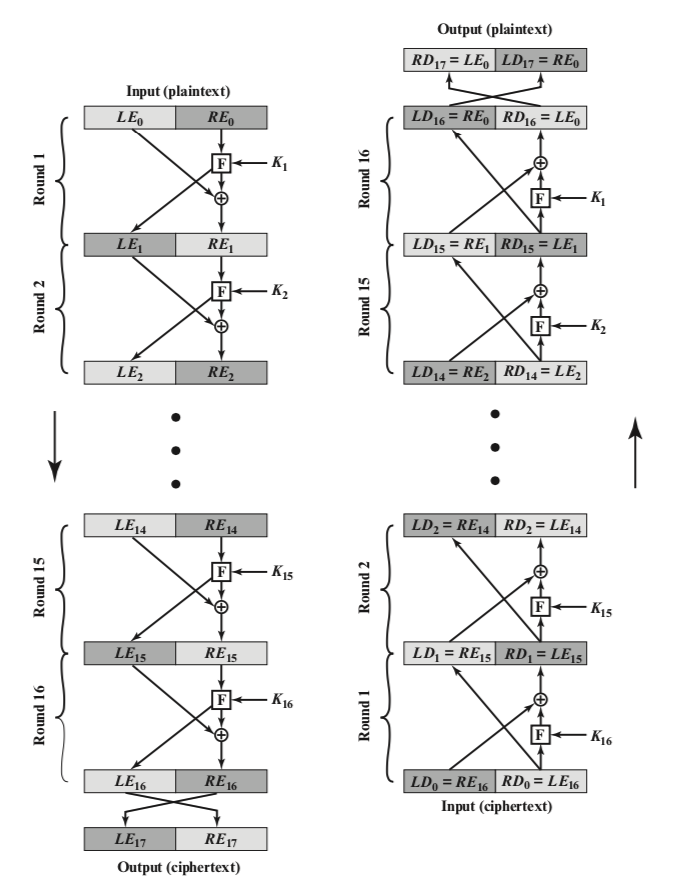 Input (plaintext)
LE₀ RE₀
F K₁
Round 1
LE₁ RE₁
F K₂
Round 2
LE₂ RE₂
LE₁₄ RE₁₄
F K₁₅
Round 15
LE₁₅ RE₁₅
F K₁₆
Round 16
LE₁₆ RE₁₆
LE₁₇ RE₁₇
Output (ciphertext)
Output (plaintext)
RD₁₇ = LE₀ LD₁₇ = RE₀
LD₁₆ = RE₀ RD₁₆ = LE₀
Round 16
F K₁
LD₁₅ = RE₁ RD₁₅ = LE₁
Round 15
F K₂
LD₁₄ = RE₂ RD₁₄ = LE₂
LD₂ = RE₁₄ RD₂ = LE₁₄
Round 2
F K₁₅
LD₁ = RE₁₅ RD₁ = LE₁₅
Round 1
F K₁₆
LD₀ = RE₁₆ RD₀ = LE₁₆
Input (ciphertext)